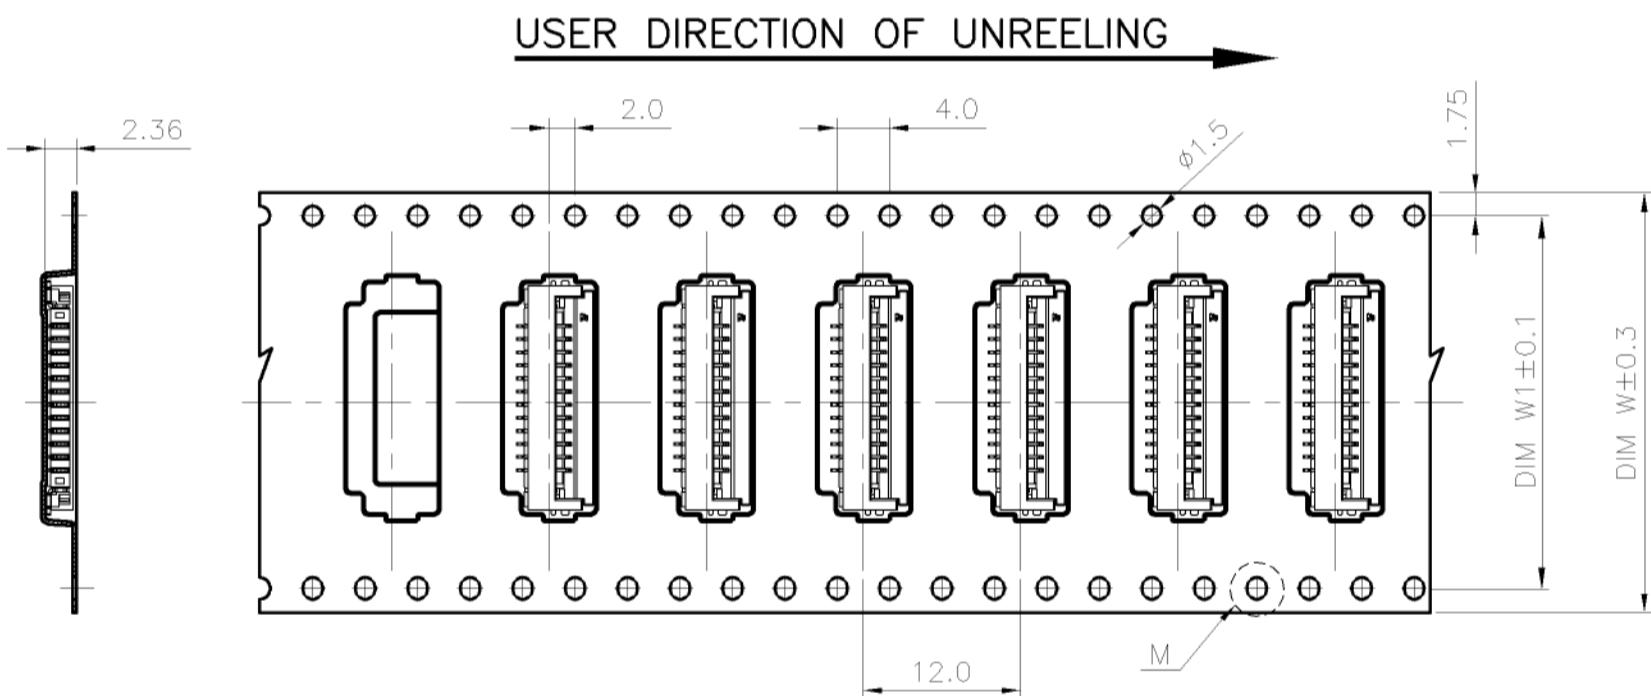 USER DIRECTION OF UNREELING
2.36
2.0
4.0
ø1.5
1.75
DIM W1±0.1
DIM W±0.3
M
12.0